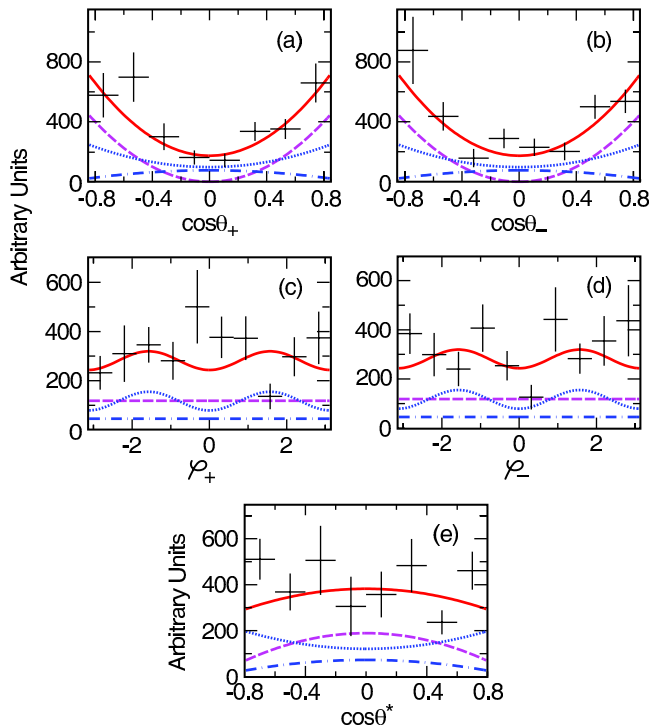 (a) (b)
800 800
400 400
0 0
-0.8 -0.4 0 0.4 0.8 -0.8 -0.4 0 0.4 0.8
cosθ+ cosθ−
Arbitrary Units
(c) (d)
600 600
400 400
200 200
0 0
-2 0 2 -2 0 2
φ+ φ−
(e)
600
400
200
0
Arbitrary Units
-0.8 -0.4 0 0.4 0.8
cosθ*